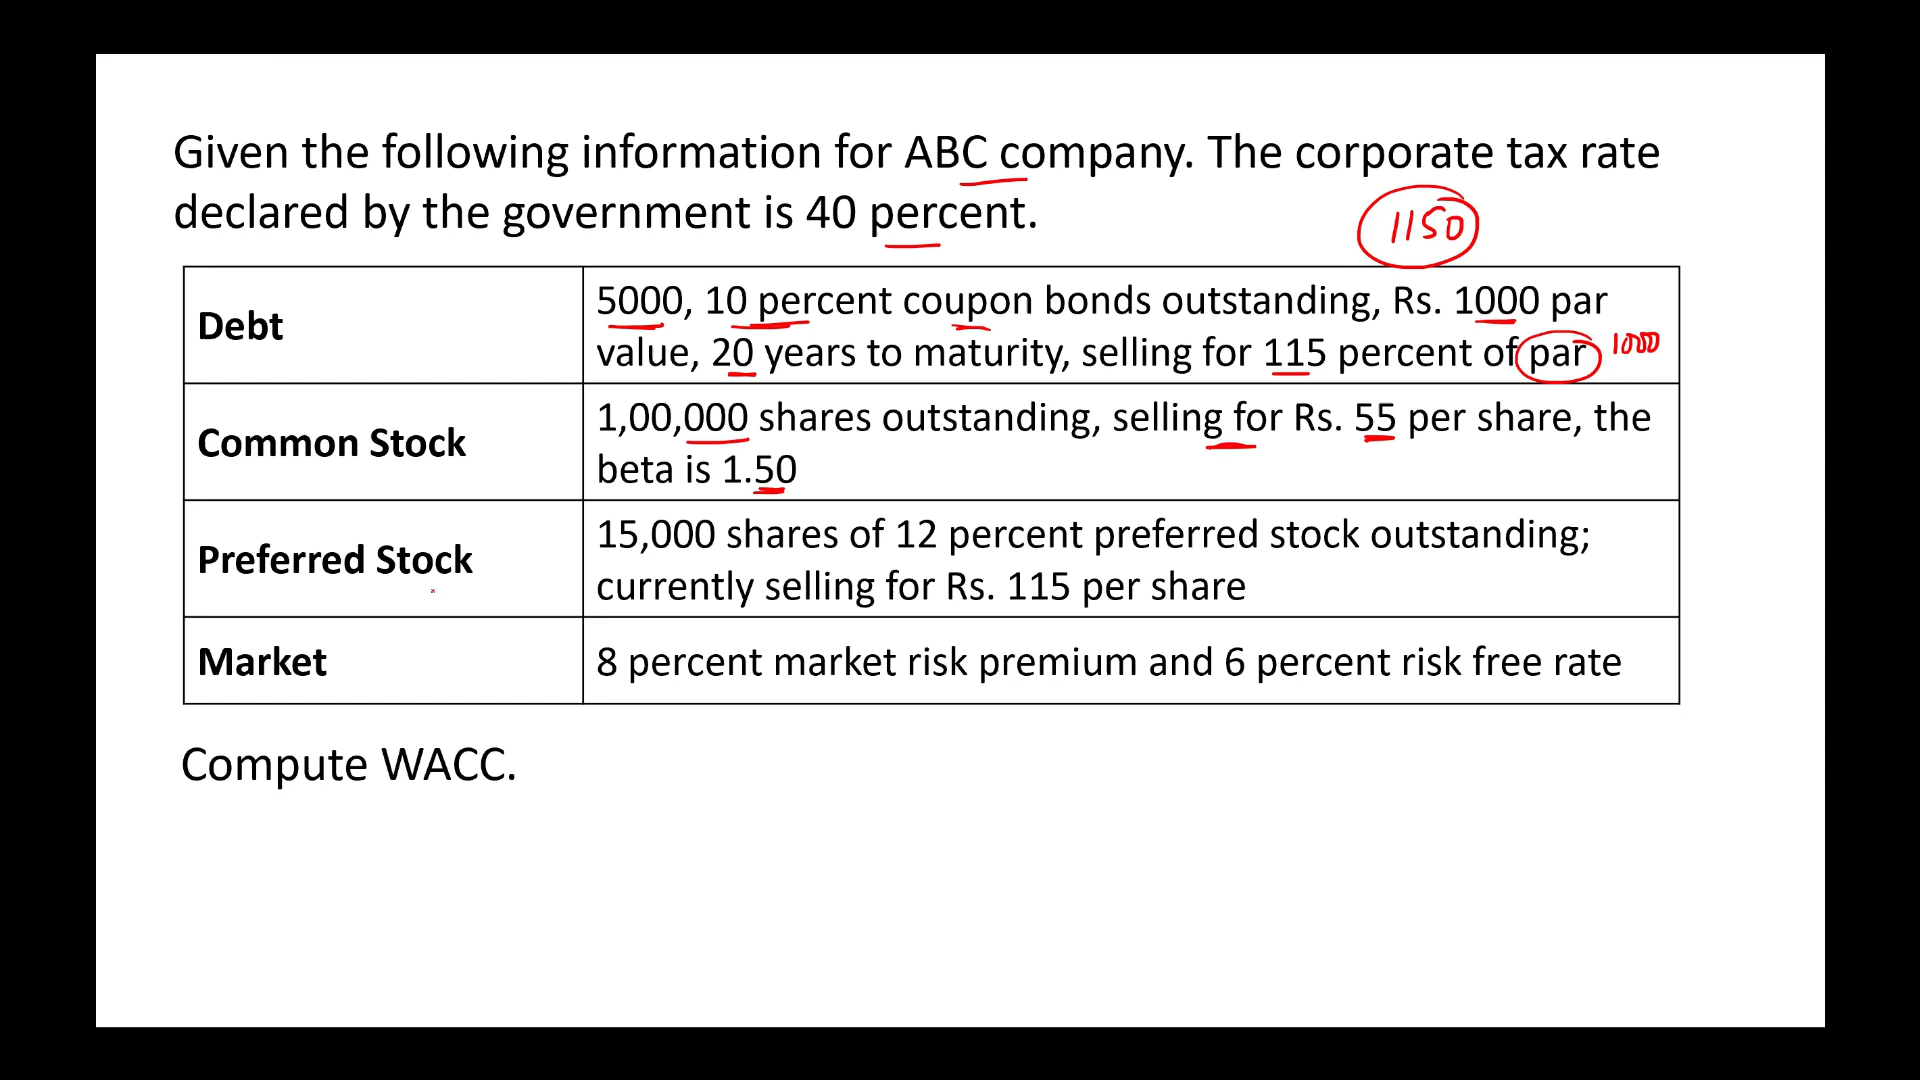 Given the following information for ABC company. The corporate tax rate
declared by the government is 40 percent.
1150
Debt
5000, 10 percent coupon bonds outstanding, Rs. 1000 par
value, 20 years to maturity, selling for 115 percent of par 1000
Common Stock
1,00,000 shares outstanding, selling for Rs. 55 per share, the
beta is 1.50
Preferred Stock
15,000 shares of 12 percent preferred stock outstanding;
currently selling for Rs. 115 per share
Market
8 percent market risk premium and 6 percent risk free rate
Compute WACC.